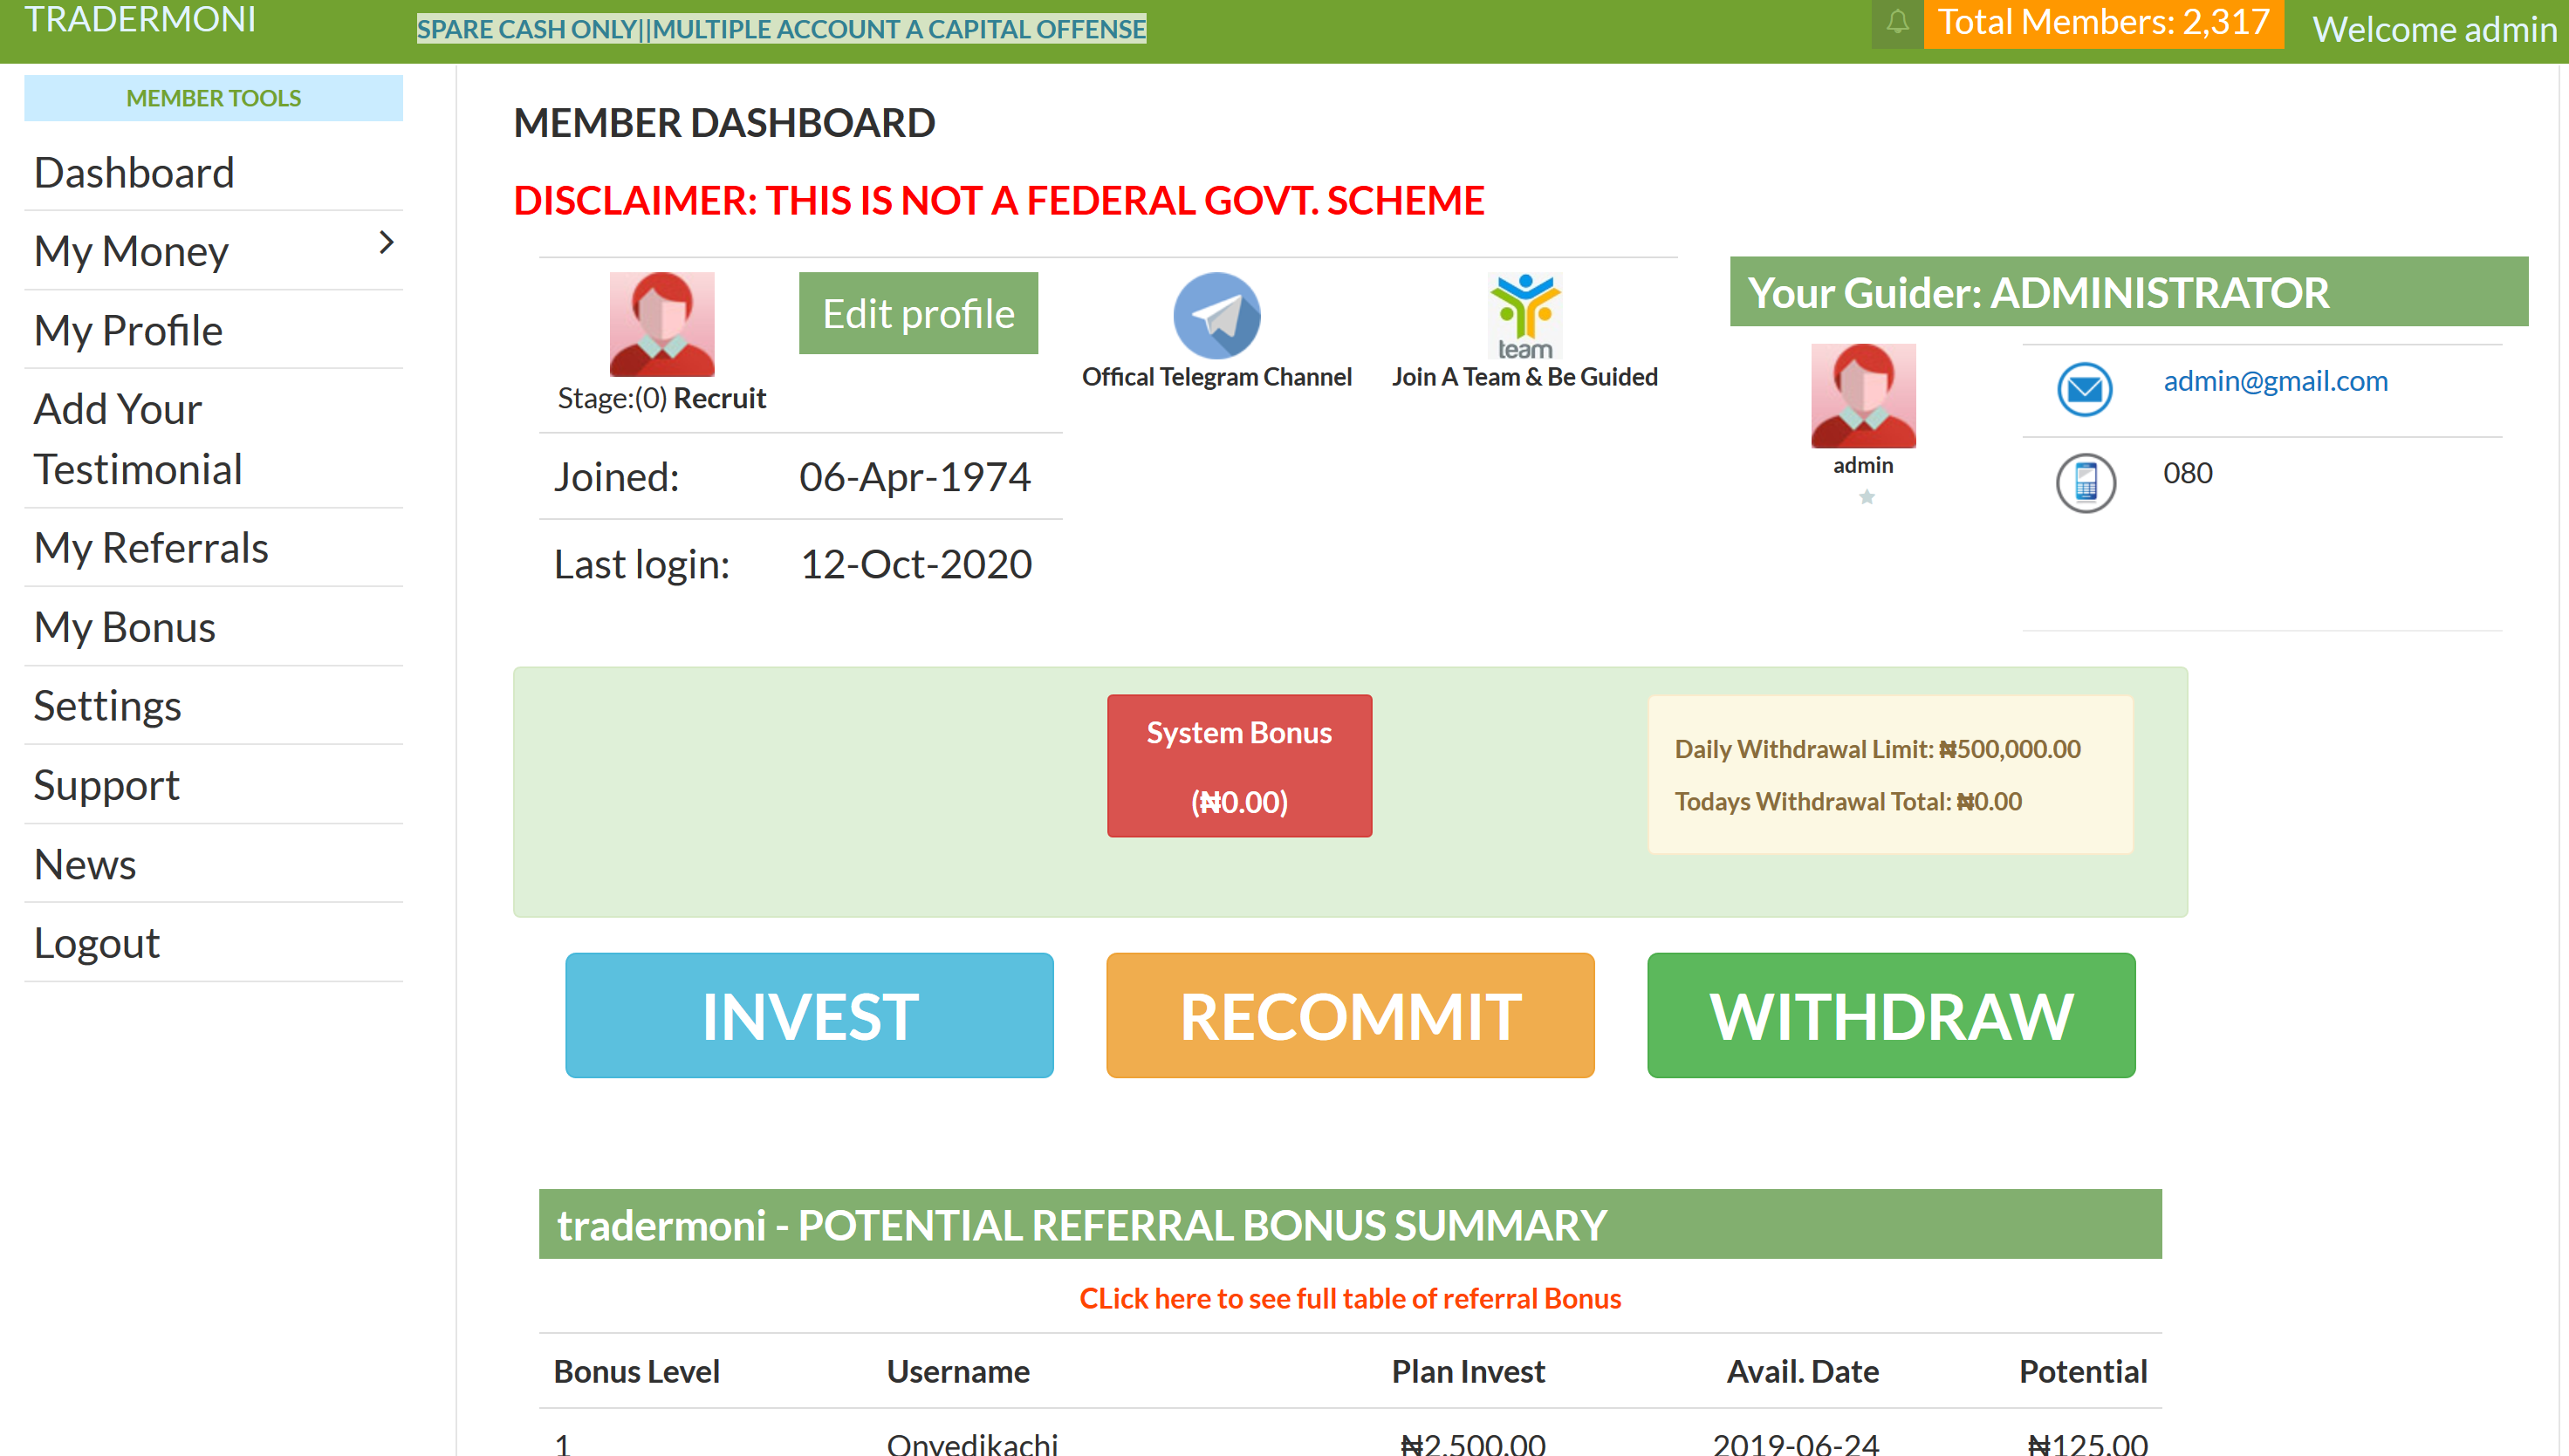 TRADERMONI
SPARE CASH ONLY||MULTIPLE ACCOUNT A CAPITAL OFFENSE
Total Members: 2,317
Welcome admin
MEMBER TOOLS
Dashboard
My Money
My Profile
Add Your
Testimonial
My Referrals
My Bonus
Settings
Support
News
Logout
MEMBER DASHBOARD
DISCLAIMER: THIS IS NOT A FEDERAL GOVT. SCHEME
Stage:(0) Recruit
Edit profile
Offical Telegram Channel
team
Join A Team & Be Guided
Joined: 06-Apr-1974
Last login: 12-Oct-2020
Your Guider: ADMINISTRATOR
admin
admin@gmail.com
080
System Bonus
(₦0.00)
Daily Withdrawal Limit: ₦500,000.00
Todays Withdrawal Total: ₦0.00
INVEST
RECOMMIT
WITHDRAW
tradermoni - POTENTIAL REFERRAL BONUS SUMMARY
CLick here to see full table of referral Bonus
Bonus Level Username Plan Invest Avail. Date Potential
1 Onyedikachi ₦2,500.00 2019-06-24 ₦125.00